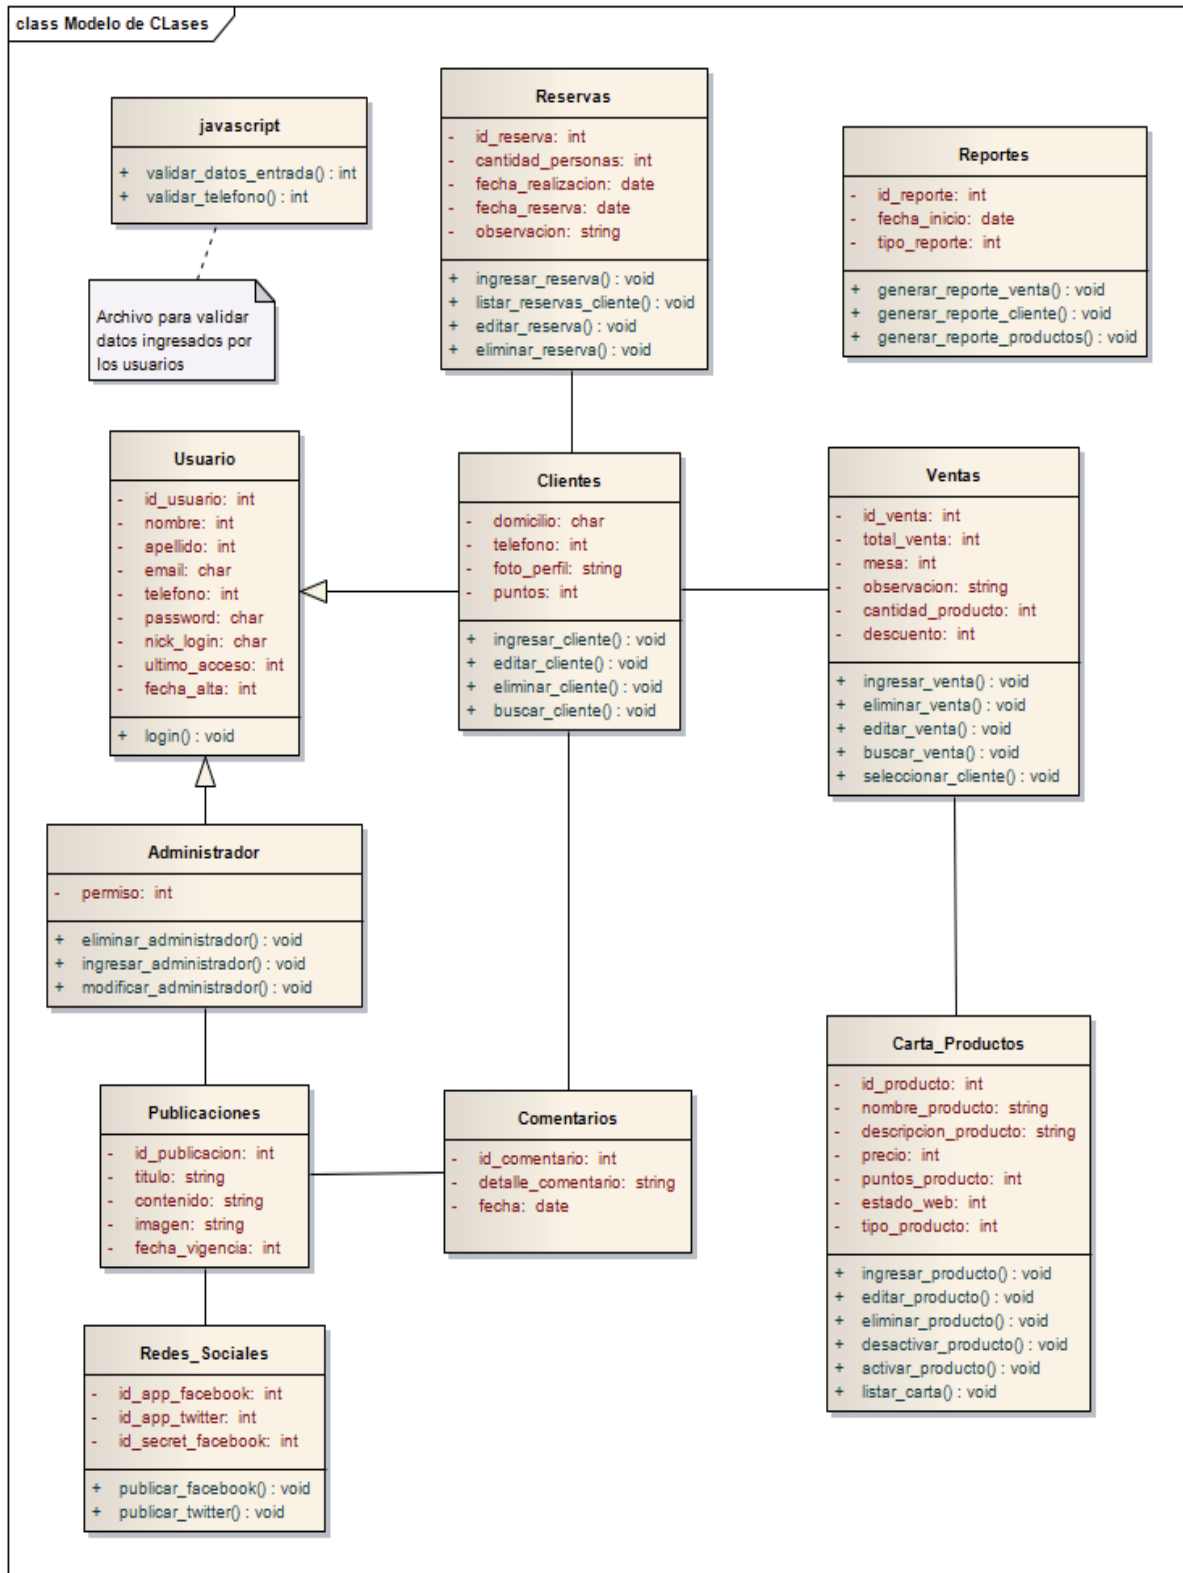 class Modelo de CLases
javascript
+ validar_datos_entrada() : int
+ validar_telefono() : int
Archivo para validar
datos ingresados por
los usuarios
Reservas
- id_reserva: int
- cantidad_personas: int
- fecha_realizacion: date
- fecha_reserva: date
- observacion: string
+ ingresar_reserva() : void
+ listar_reservas_cliente() : void
+ editar_reserva() : void
+ eliminar_reserva() : void
Reportes
- id_reporte: int
- fecha_inicio: date
- tipo_reporte: int
+ generar_reporte_venta() : void
+ generar_reporte_cliente() : void
+ generar_reporte_productos() : void
Usuario
- id_usuario: int
- nombre: int
- apellido: int
- email: char
- telefono: int
- password: char
- nick_login: char
- ultimo_acceso: int
- fecha_alta: int
+ login() : void
Clientes
- domicilio: char
- telefono: int
- foto_perfil: string
- puntos: int
+ ingresar_cliente() : void
+ editar_cliente() : void
+ eliminar_cliente() : void
+ buscar_cliente() : void
Ventas
- id_venta: int
- total_venta: int
- mesa: int
- observacion: string
- cantidad_producto: int
- descuento: int
+ ingresar_venta() : void
+ eliminar_venta() : void
+ editar_venta() : void
+ buscar_venta() : void
+ seleccionar_cliente() : void
Administrador
- permiso: int
+ eliminar_administrador() : void
+ ingresar_administrador() : void
+ modificar_administrador() : void
Publicaciones
- id_publicacion: int
- titulo: string
- contenido: string
- imagen: string
- fecha_vigencia: int
Comentarios
- id_comentario: int
- detalle_comentario: string
- fecha: date
Carta_Productos
- id_producto: int
- nombre_producto: string
- descripcion_producto: string
- precio: int
- puntos_producto: int
- estado_web: int
- tipo_producto: int
+ ingresar_producto() : void
+ editar_producto() : void
+ eliminar_producto() : void
+ desactivar_producto() : void
+ activar_producto() : void
+ listar_carta() : void
Redes_Sociales
- id_app_facebook: int
- id_app_twitter: int
- id_secret_facebook: int
+ publicar_facebook() : void
+ publicar_twitter() : void